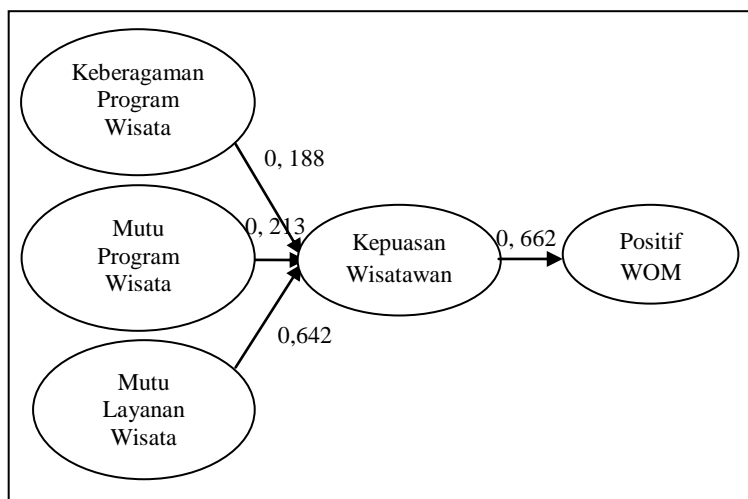 Keberagaman
Program
Wisata
0, 188
Mutu
Program
Wisata
0, 213
Kepuasan
Wisatawan
0, 662
Positif
WOM
0,642
Mutu
Layanan
Wisata